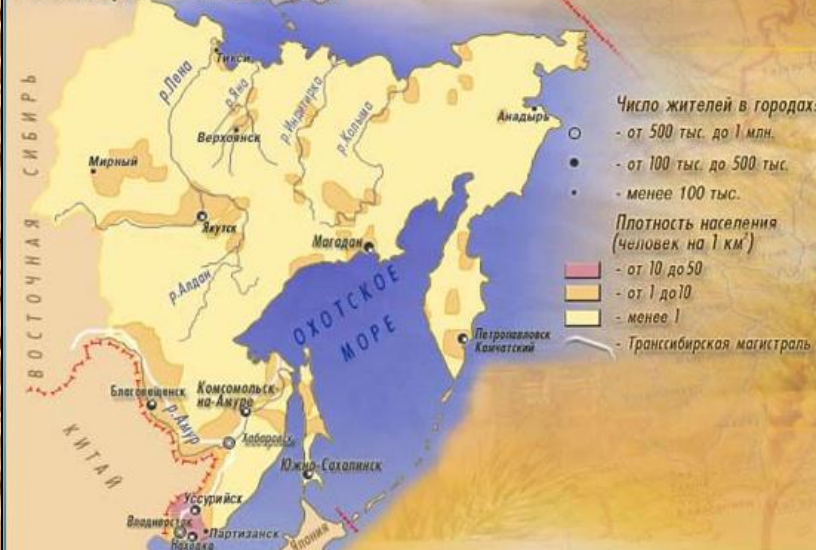 р.Лена
Тикси
р.Яна
р.Индигирка
р.Колыма
Верхоянск
Анадырь
Мирный
Якутск
Магадан
р.Алдан
ВОСТОЧНАЯ СИБИРЬ
ОХОТСКОЕ
МОРЕ
Петропавловск
Камчатский
Благовещенск
р.Амур
Комсомольск-
на-Амуре
Хабаровск
КИТАЙ
Южно-Сахалинск
Уссурийск
Владивосток
Партизанск
Находка
Япония
Число жителей в городах:
- от 500 тыс. до 1 млн.
- от 100 тыс. до 500 тыс.
- менее 100 тыс.
Плотность населения
(человек на 1 км²)
- от 10 до 50
- от 1 до 10
- менее 1
- Транссибирская магистраль